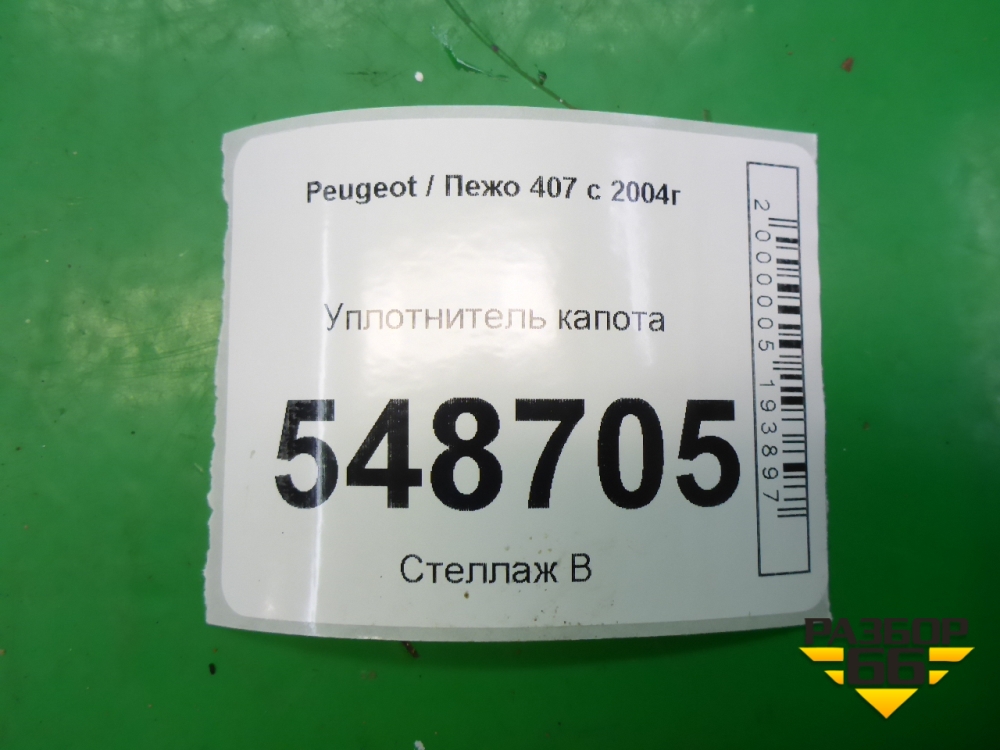 Peugeot / Пежо 407 с 2004г
Уплотнитель капота
548705
Стеллаж В
2000005193897
РАЗБОР
66